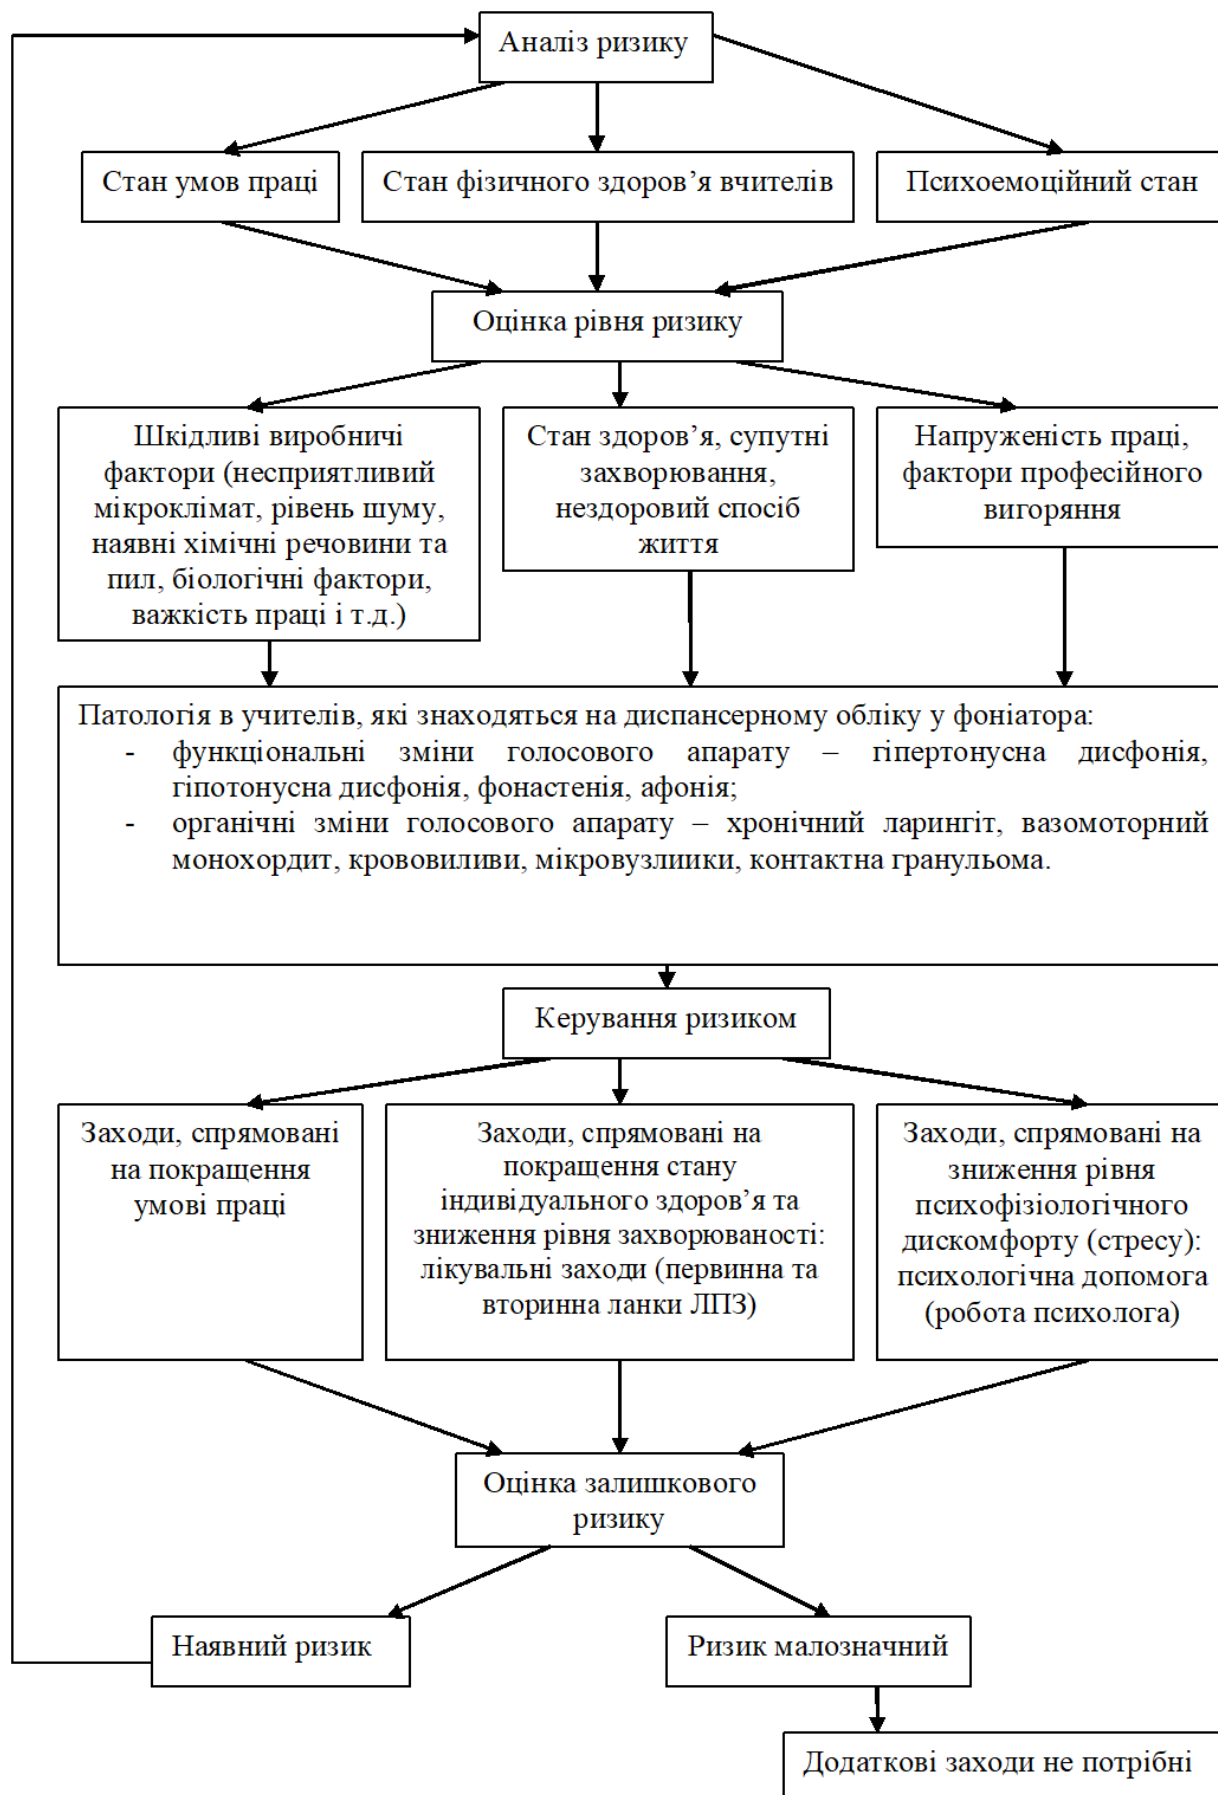 Аналіз ризику
Стан умов праці
Стан фізичного здоров’я вчителів
Психоемоційний стан
Оцінка рівня ризику
Шкідливі виробничі
фактори (несприятливий
мікроклимат, рівень шуму,
наявні хімічні речовини та
пил, біологічні фактори,
важкість праці і т.д.)
Стан здоров’я, супутні
захворювання,
нездоровий спосіб
життя
Напруженість праці,
фактори професійного
вигоряння
Патологія в учителів, які знаходяться на диспансерному обліку у фоніатора:
- функціональні зміни голосового апарату – гіпертонусна дисфонія,
гіпотонусна дисфонія, фонастенія, афонія;
- органічні зміни голосового апарату – хронічний ларингіт, вазомоторний
монохордит, крововиливи, мікровузлиики, контактна гранульома.
Керування ризиком
Заходи, спрямовані
на покращення
умові праці
Заходи, спрямовані на
покращення стану
індивідуального здоров’я та
зниження рівня захворюваності:
лікувальні заходи (первинна та
вторинна ланки ЛПЗ)
Заходи, спрямовані на
зниження рівня
психофізіологічного
дискомфорту (стресу):
психологічна допомога
(робота психолога)
Оцінка залишкового
ризику
Наявний ризик
Ризик малозначний
Додаткові заходи не потрібні